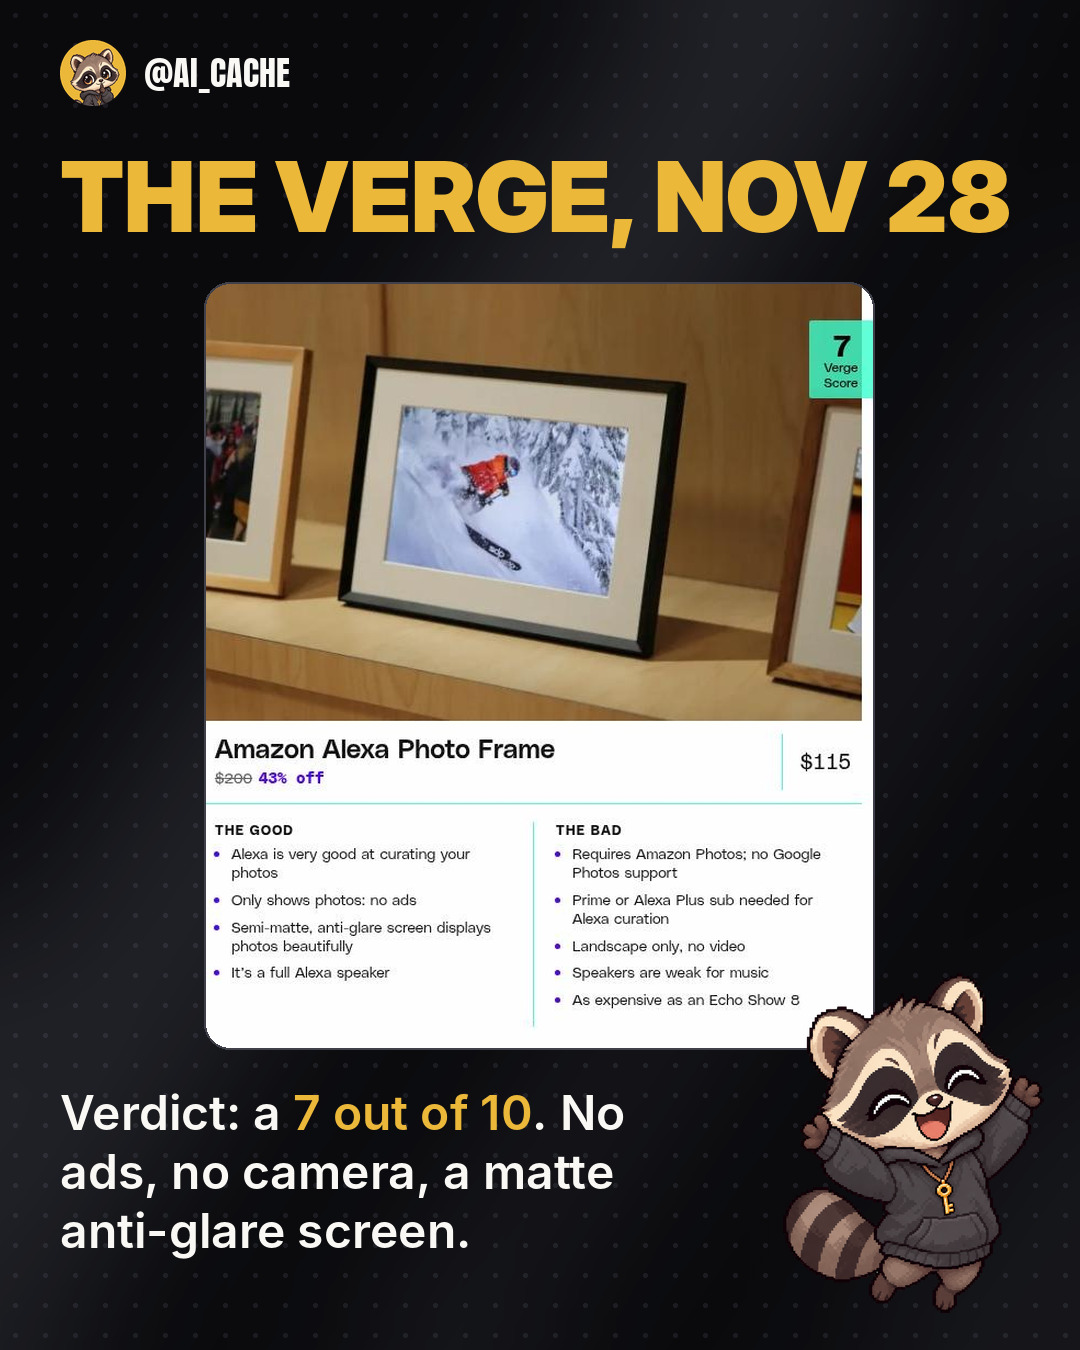 @AI_CACHE
THE VERGE, NOV 28
7
Verge
Score
Amazon Alexa Photo Frame
$200 43% off
$115
THE GOOD
• Alexa is very good at curating your
photos
• Only shows photos: no ads
• Semi-matte, anti-glare screen displays
photos beautifully
• It's a full Alexa speaker
THE BAD
• Requires Amazon Photos; no Google
Photos support
• Prime or Alexa Plus sub needed for
Alexa curation
• Landscape only, no video
• Speakers are weak for music
• As expensive as an Echo Show 8
Verdict: a 7 out of 10. No
ads, no camera, a matte
anti-glare screen.